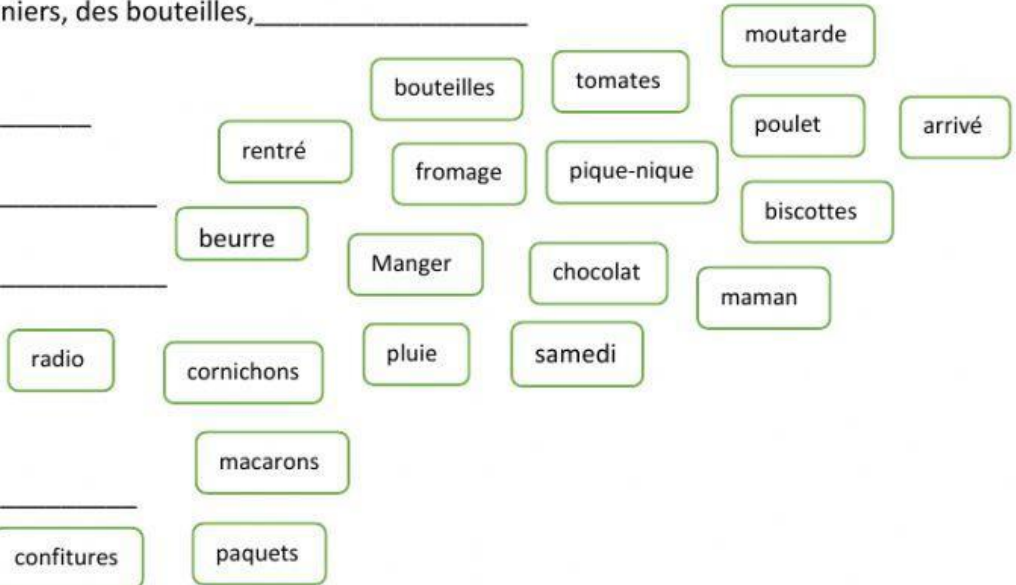 niers, des bouteilles,__________________
moutarde
bouteilles
tomates
poulet
arrivé
rentré
fromage
pique-nique
biscottes
beurre
Manger
chocolat
maman
radio
cornichons
pluie
samedi
macarons
confitures
paquets